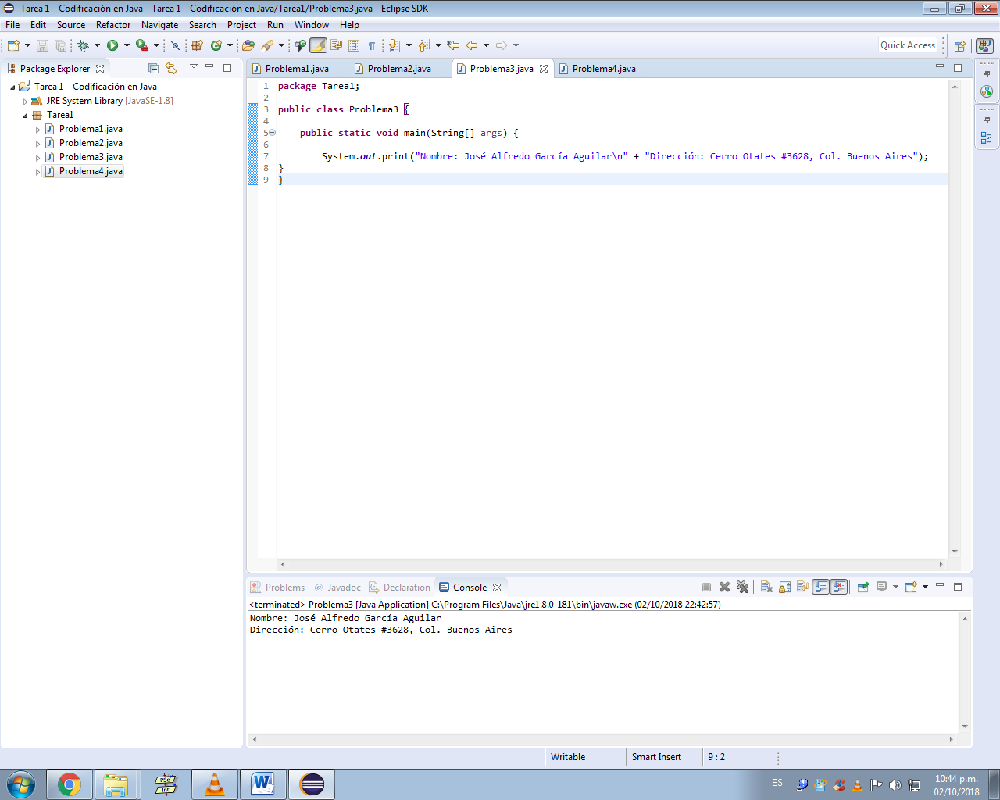 Tarea 1 - Codificación en Java - Tarea 1 - Codificación en Java/Tarea1/Problema3.java - Eclipse SDK
File Edit Source Refactor Navigate Search Project Run Window Help
Quick Access
Package Explorer
Tarea 1 - Codificación en Java
JRE System Library [JavaSE-1.8]
Tarea1
Problema1.java
Problema2.java
Problema3.java
Problema4.java
Problema1.java Problema2.java Problema3.java Problema4.java
1 package Tarea1;
2
3 public class Problema3 {
4
5 public static void main(String[] args) {
6
7 System.out.print("Nombre: José Alfredo García Aguilar\n" + "Dirección: Cerro Otates #3628, Col. Buenos Aires");
8 }
9 }
Problems @ Javadoc Declaration Console
<terminated> Problema3 [Java Application] C:\Program Files\Java\jre1.8.0_181\bin\javaw.exe (02/10/2018 22:42:57)
Nombre: José Alfredo García Aguilar
Dirección: Cerro Otates #3628, Col. Buenos Aires
Writable Smart Insert 9 : 2
PSe
Int
W
ES
10:44 p.m.
02/10/2018